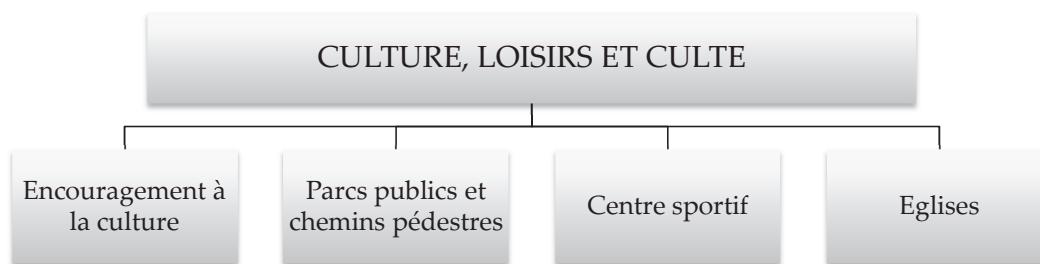 CULTURE, LOISIRS ET CULTE
Encouragement à
la culture
Parcs publics et
chemins pédestres
Centre sportif
Eglises